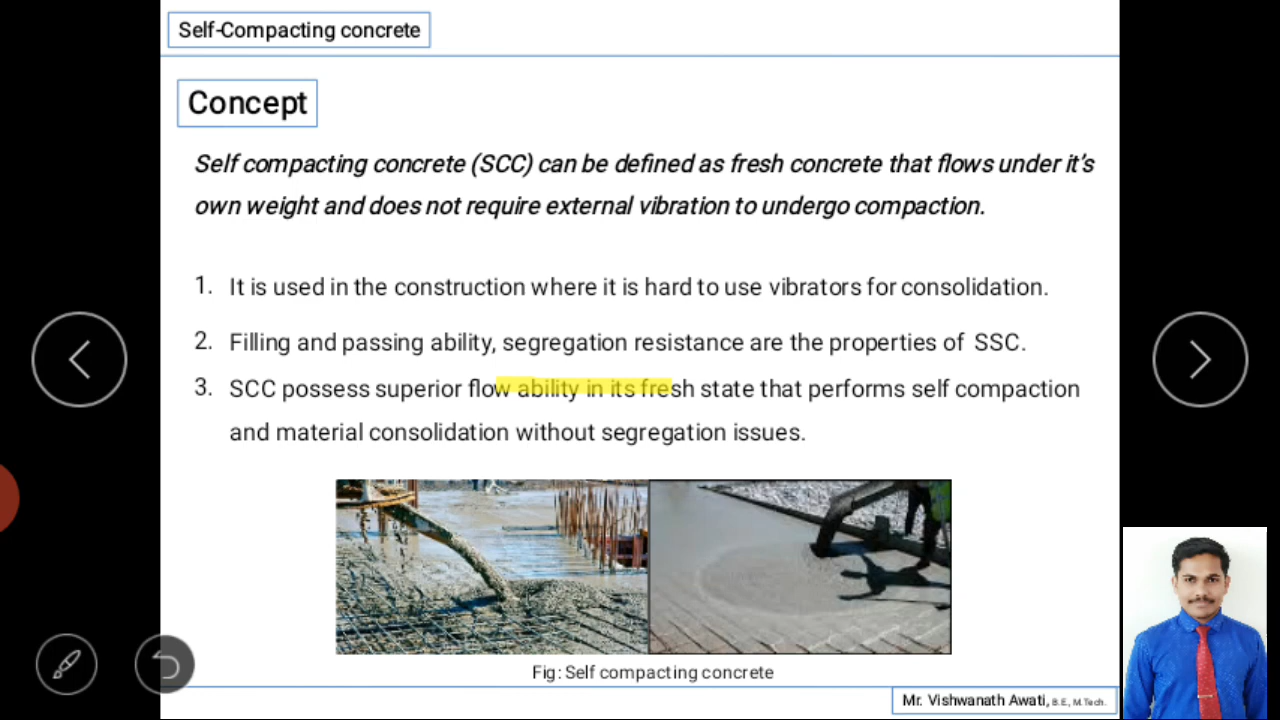 Self-Compacting concrete
Concept
Self compacting concrete (SCC) can be defined as fresh concrete that flows under it's
own weight and does not require external vibration to undergo compaction.
1. It is used in the construction where it is hard to use vibrators for consolidation.
2. Filling and passing ability, segregation resistance are the properties of SSC.
3. SCC possess superior flow ability in its fresh state that performs self compaction
and material consolidation without segregation issues.
Fig: Self compacting concrete
Mr. Vishwanath Awati, B.E., M.Tech.